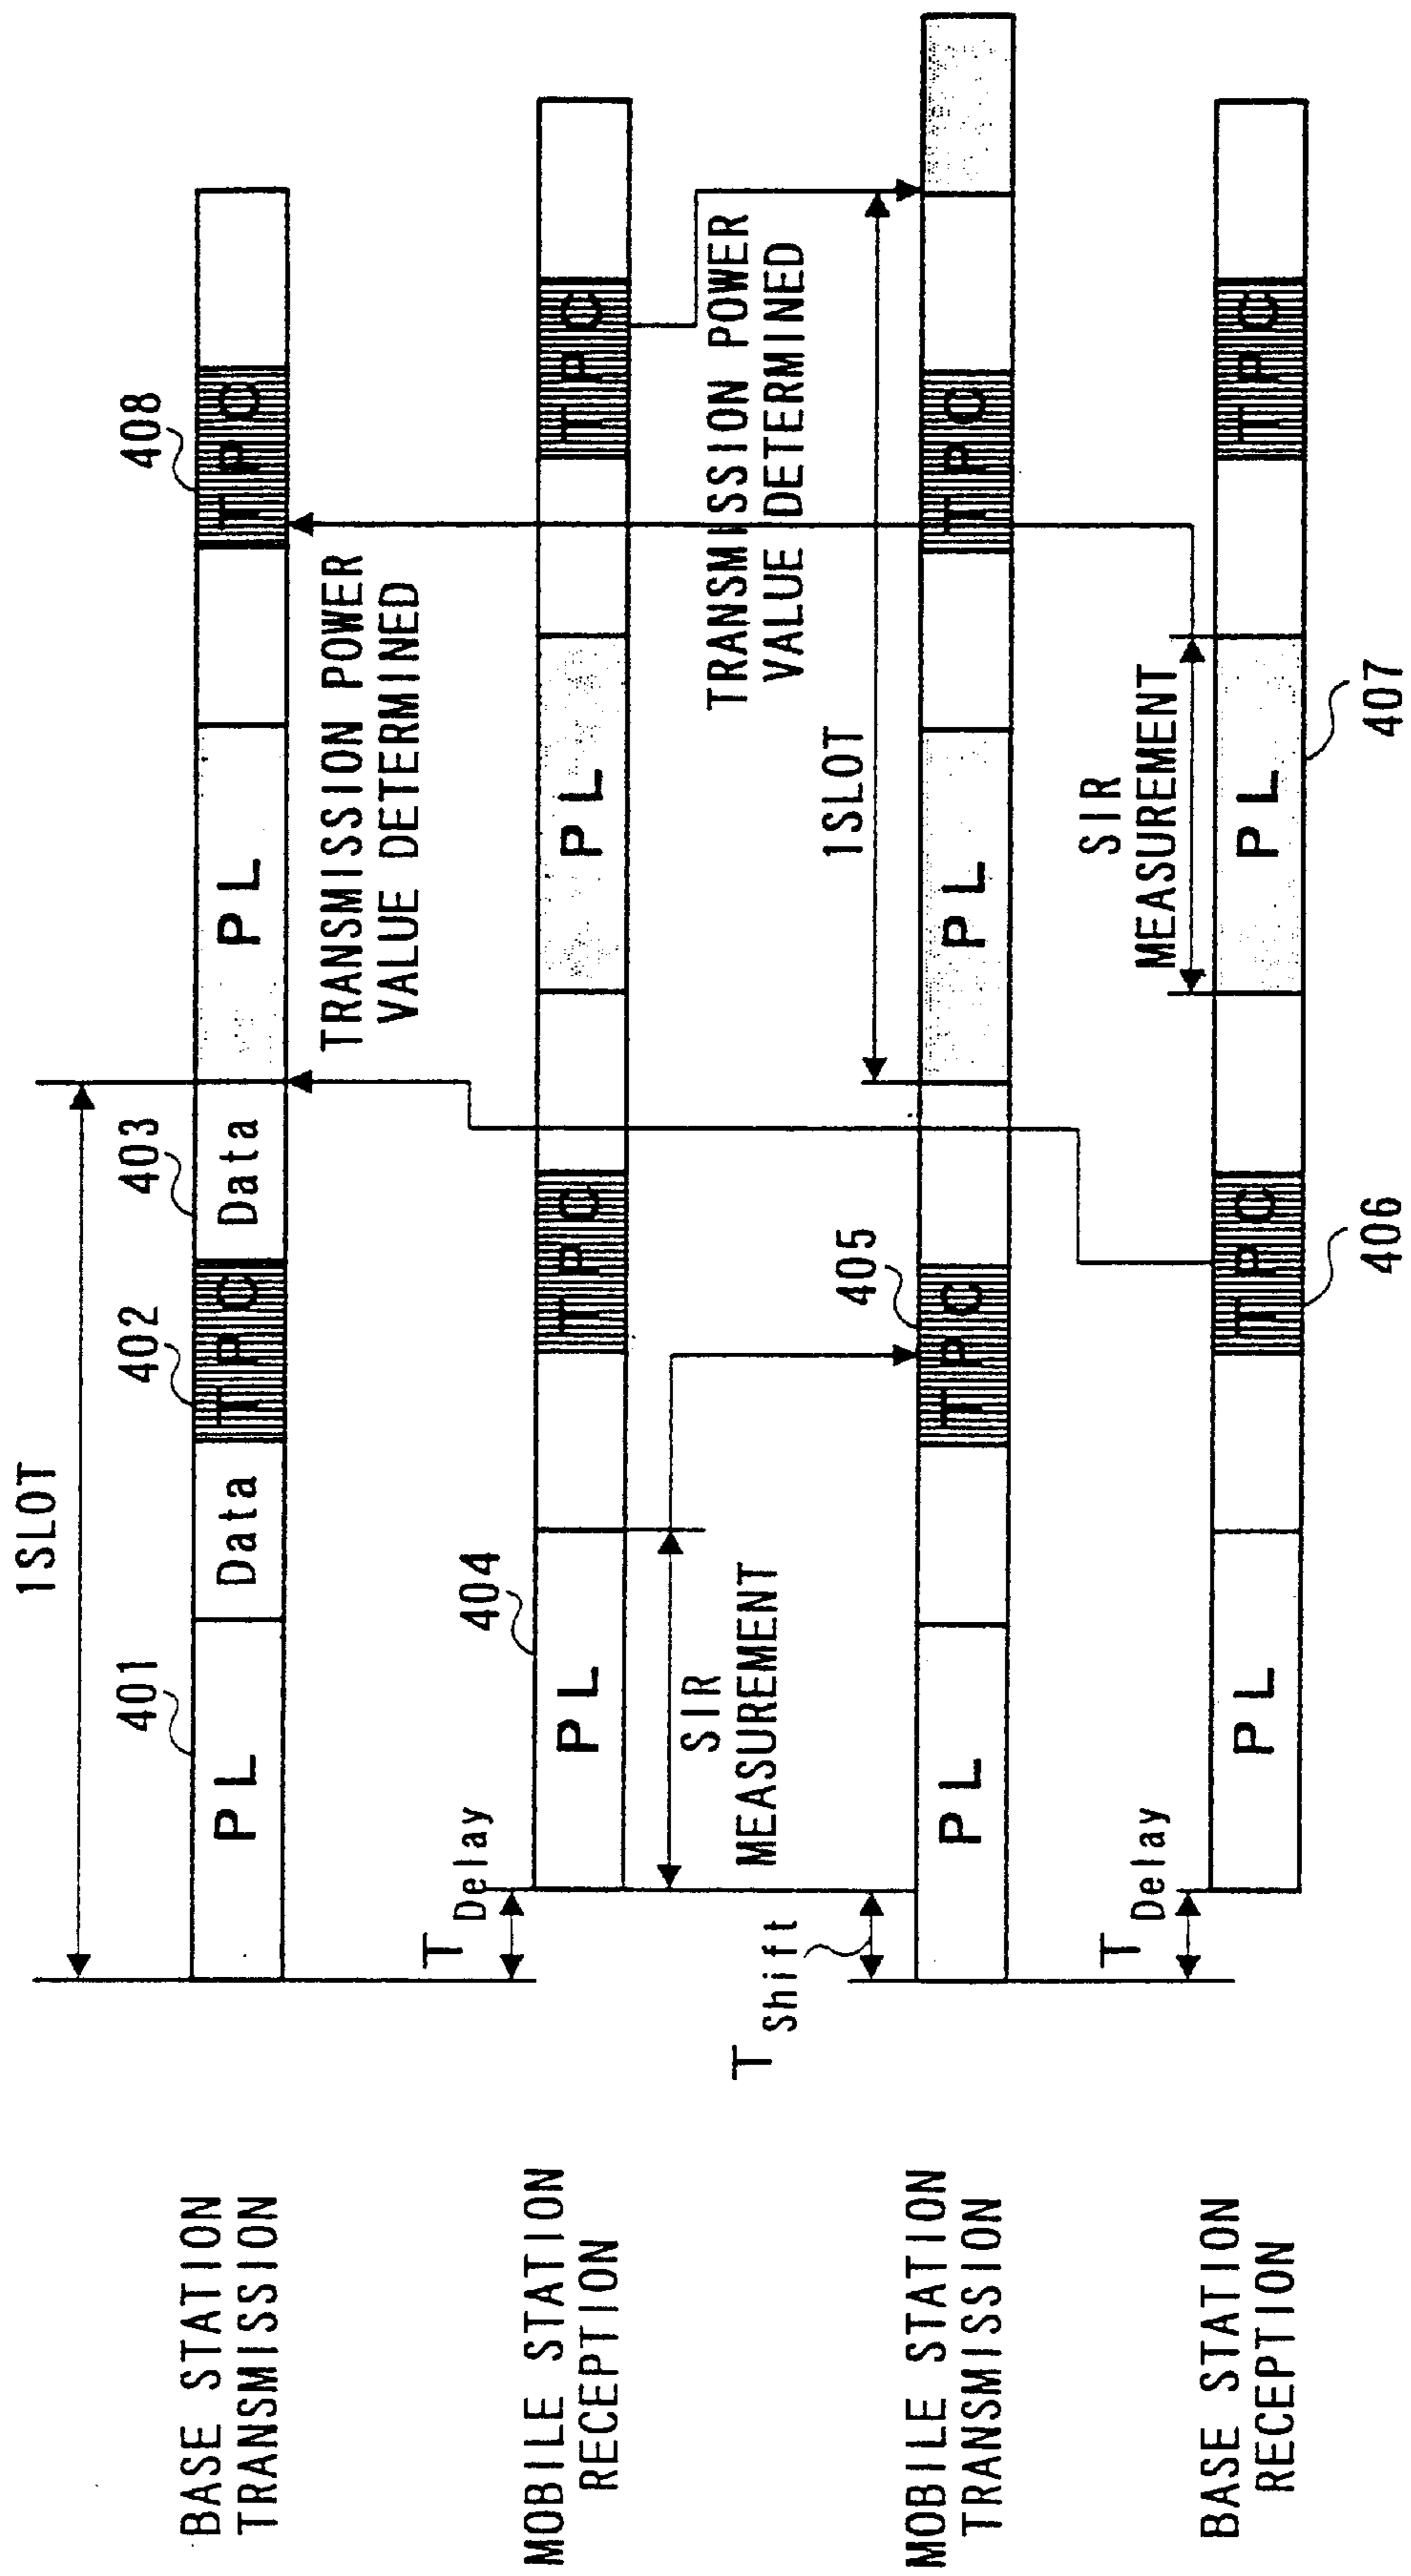 1SLOT
401
402
403
408
PL
Data
TPC
Data
PL
TPC
BASE STATION
TRANSMISSION
TRANSMISSION POWER
VALUE DETERMINED
T Delay
404
PL
TPC
PL
TPC
MOBILE STATION
RECEPTION
SIR
MEASUREMENT
TRANSMISSION POWER
VALUE DETERMINED
T Shift
1SLOT
405
PL
TPC
PL
TPC
MOBILE STATION
TRANSMISSION
T Delay
SIR
MEASUREMENT
PL
TPC
PL
TPC
BASE STATION
RECEPTION
406
407